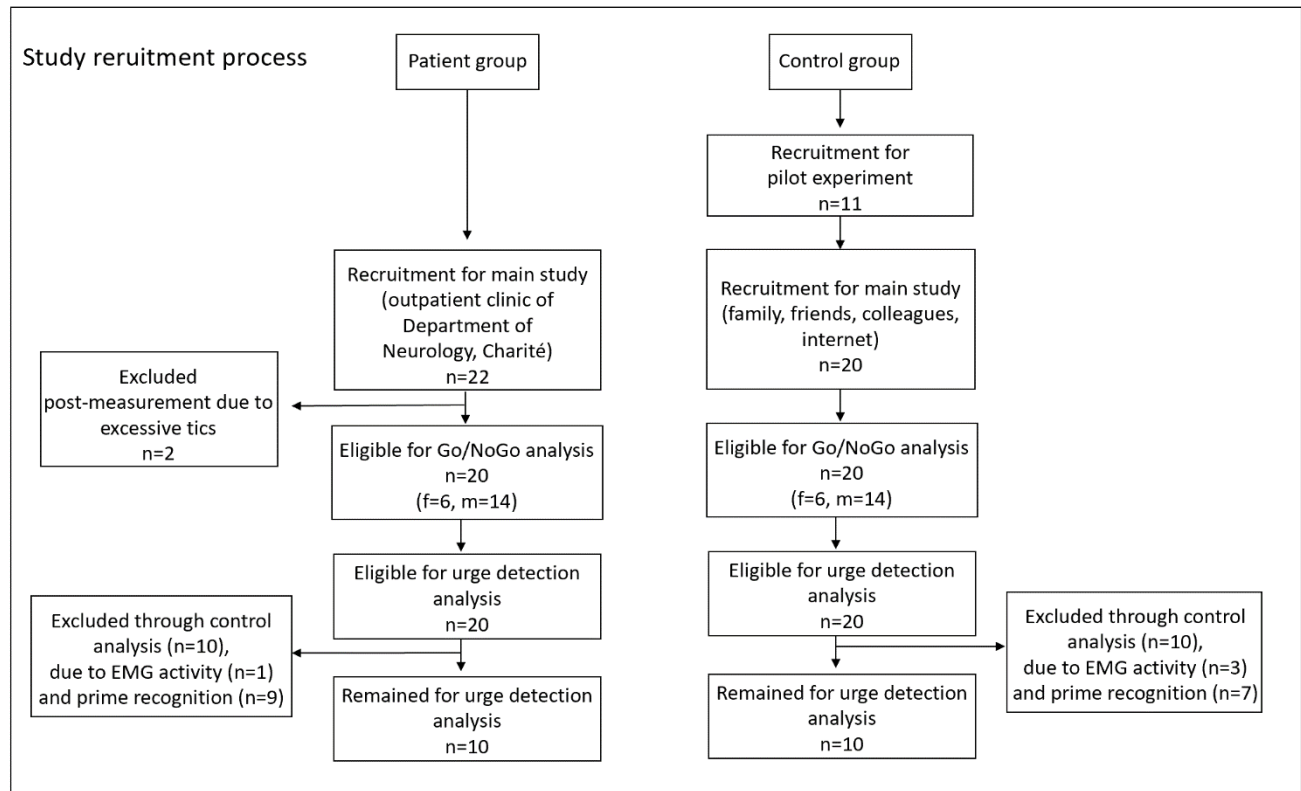 Study reruitment process
Patient group
Control group
Recruitment for
pilot experiment
n=11
Recruitment for main study
(outpatient clinic of
Department of
Neurology, Charité)
n=22
Recruitment for main study
(family, friends, colleagues,
internet)
n=20
Excluded
post-measurement due to
excessive tics
n=2
Eligible for Go/NoGo analysis
n=20
(f=6, m=14)
Eligible for Go/NoGo analysis
n=20
(f=6, m=14)
Eligible for urge detection
analysis
n=20
Eligible for urge detection
analysis
n=20
Excluded through control
analysis (n=10),
due to EMG activity (n=1)
and prime recognition (n=9)
Excluded through control
analysis (n=10),
due to EMG activity (n=3)
and prime recognition (n=7)
Remained for urge detection
analysis
n=10
Remained for urge detection
analysis
n=10